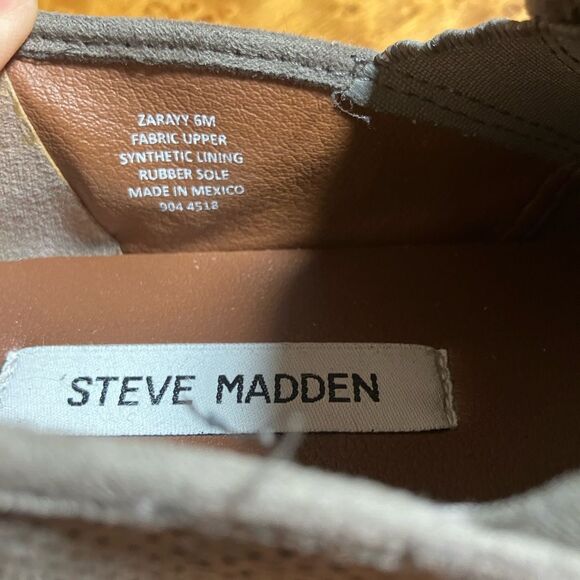 ZARAYY 6M
FABRIC UPPER
SYNTHETIC LINING
RUBBER SOLE
MADE IN MEXICO
904 4518
STEVE MADDEN